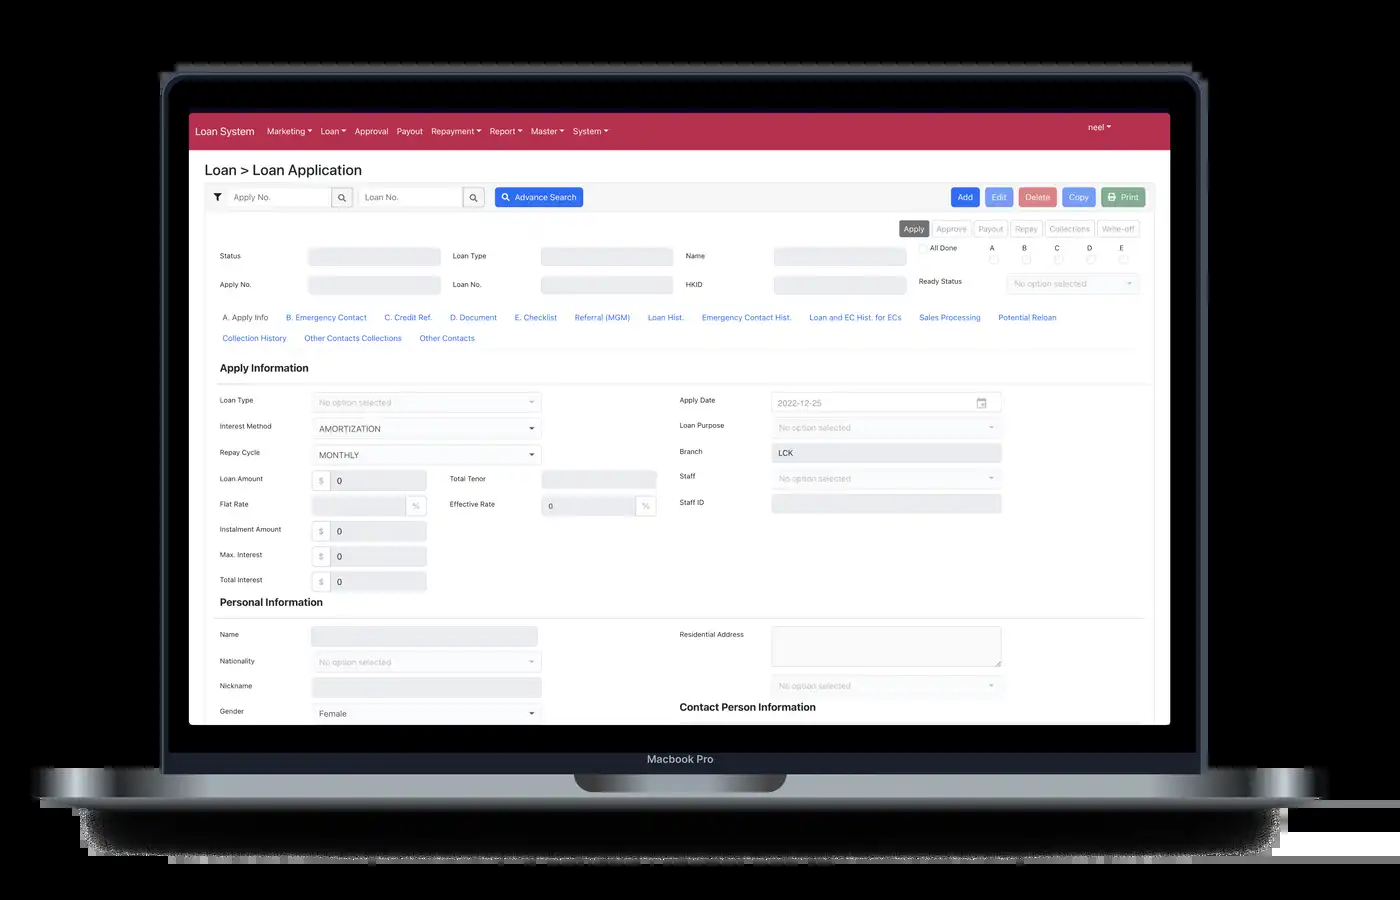 Loan System Marketing Loan Approval Payout Repayment Report Master System neel
Loan > Loan Application
Apply No. Loan No. Advance Search Add Edit Delete Copy Print
Apply Approve Payout Repay Collections Write-off
All Done A B C D E
Status Loan Type Name
Apply No. Loan No. HKID Ready Status No option selected
A. Apply Info B. Emergency Contact C. Credit Ref. D. Document E. Checklist Referral (MGM) Loan Hist. Emergency Contact Hist. Loan and EC Hist. for ECs Sales Processing Potential Reloan
Collection History Other Contacts Collections Other Contacts
Apply Information
Loan Type No option selected Apply Date 2022-12-25
Interest Method AMORTIZATION Loan Purpose No option selected
Repay Cycle MONTHLY Branch LCK
Loan Amount $ 0 Total Tenor Staff No option selected
Flat Rate % Effective Rate 0 % Staff ID
Instalment Amount $ 0
Max. Interest $ 0
Total Interest $ 0
Personal Information
Name Residential Address
Nationality No option selected
Nickname No option selected
Gender Female Contact Person Information
Macbook Pro